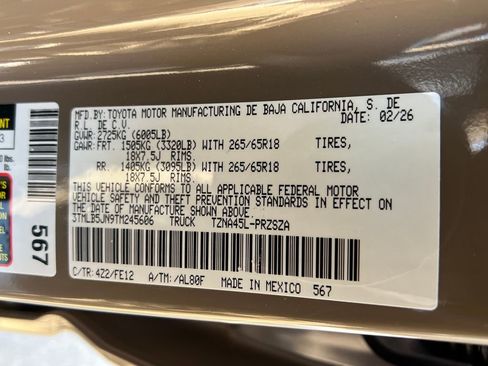 MFD. BY: TOYOTA MOTOR MANUFACTURING DE BAJA CALIFORNIA, S. DE
R.L. DE C.V. DATE: 02/26
GVWR: 2725KG (6005LB)
GAWR: FRT. 1505KG (3320LB) WITH 265/65R18 TIRES,
18X7.5J RIMS.
RR. 1405KG (3095LB) WITH 265/65R18 TIRES,
18X7.5J RIMS.
THIS VEHICLE CONFORMS TO ALL APPLICABLE FEDERAL MOTOR
VEHICLE SAFETY AND THEFT PREVENTION STANDARDS IN EFFECT ON
THE DATE OF MANUFACTURE SHOWN ABOVE.
3TMLB5JN9TM245606 TRUCK TZNA45L-PRZSZA
C/TR: 4Z2/FE12 A/TM: /AL80F MADE IN MEXICO 567
567